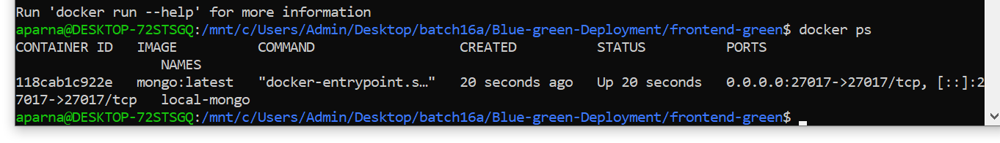 Run 'docker run --help' for more information
aparna@DESKTOP-72STSGQ:/mnt/c/Users/Admin/Desktop/batch16a/Blue-green-Deployment/frontend-green$ docker ps
CONTAINER ID   IMAGE          COMMAND                  CREATED          STATUS          PORTS
                 NAMES
118cab1c922e   mongo:latest   "docker-entrypoint.s…"   20 seconds ago   Up 20 seconds   0.0.0.0:27017->27017/tcp, [::]:2
7017->27017/tcp   local-mongo
aparna@DESKTOP-72STSGQ:/mnt/c/Users/Admin/Desktop/batch16a/Blue-green-Deployment/frontend-green$